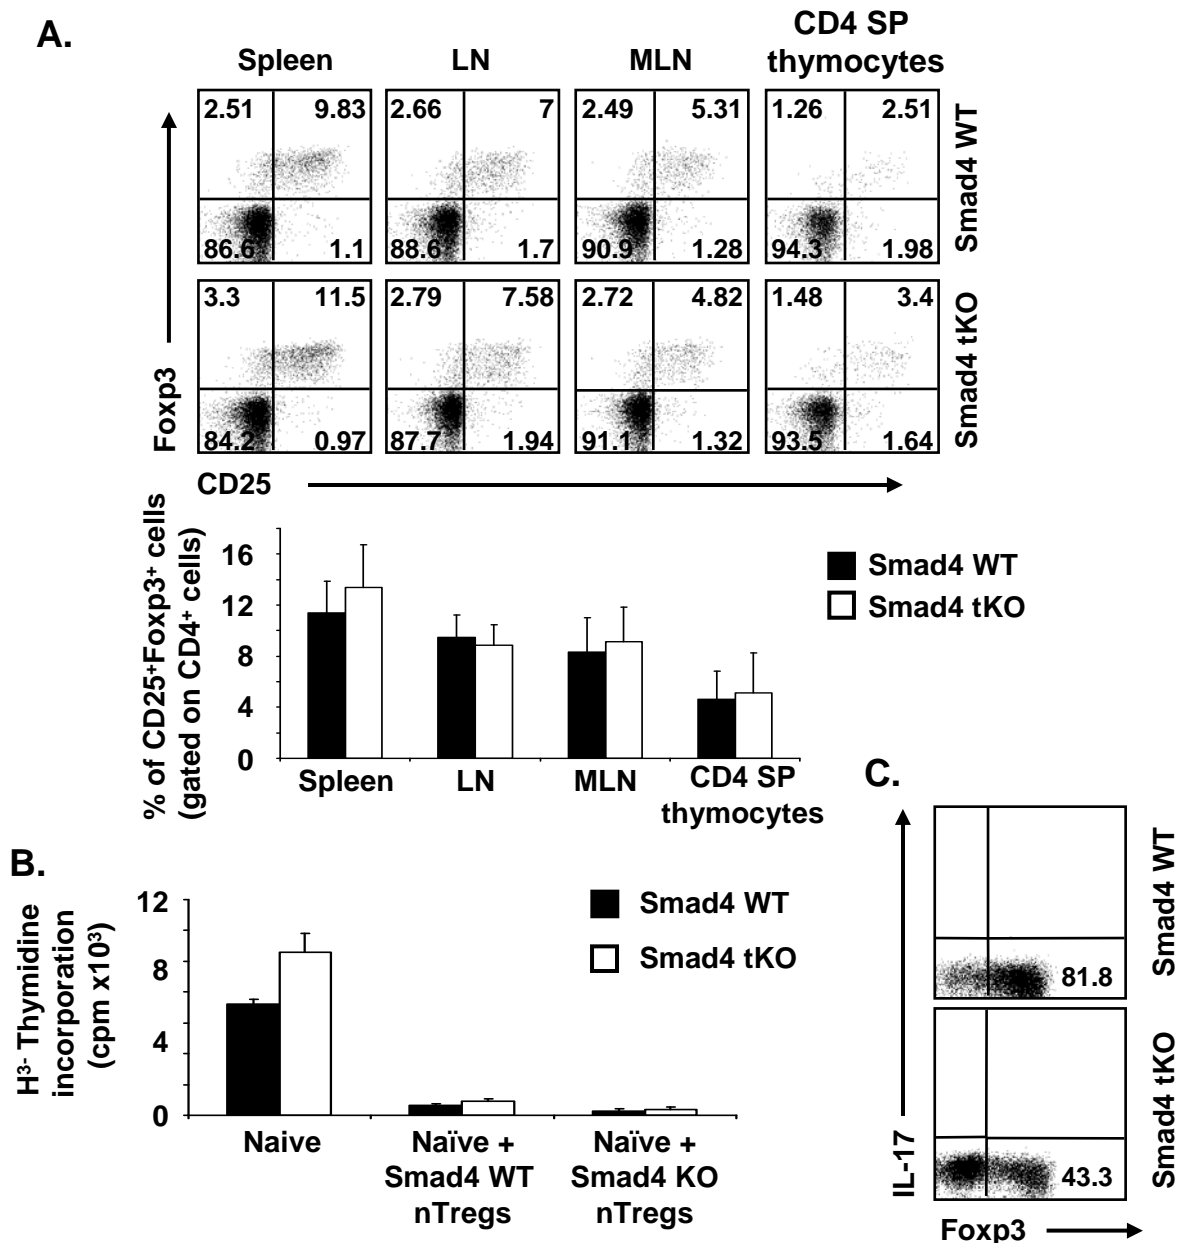 A.
Spleen
LN
MLN
CD4 SP
thymocytes
2.51 9.83
2.66 7
2.49 5.31
1.26 2.51
86.6 1.1
88.6 1.7
90.9 1.28
94.3 1.98
Smad4 WT
3.3 11.5
2.79 7.58
2.72 4.82
1.48 3.4
84.2 0.97
87.7 1.94
91.1 1.32
93.5 1.64
Smad4 tKO
Foxp3
CD25
% of CD25⁺Foxp3⁺ cells
(gated on CD4⁺ cells)
16
12
8
4
0
Spleen
LN
MLN
CD4 SP
thymocytes
Smad4 WT
Smad4 tKO
B.
H³⁻ Thymidine
incorporation
(cpm x10³)
12
8
4
0
Naive
Naïve +
Smad4 WT
nTregs
Naïve +
Smad4 KO
nTregs
Smad4 WT
Smad4 tKO
C.
81.8
Smad4 WT
43.3
Smad4 tKO
IL-17
Foxp3